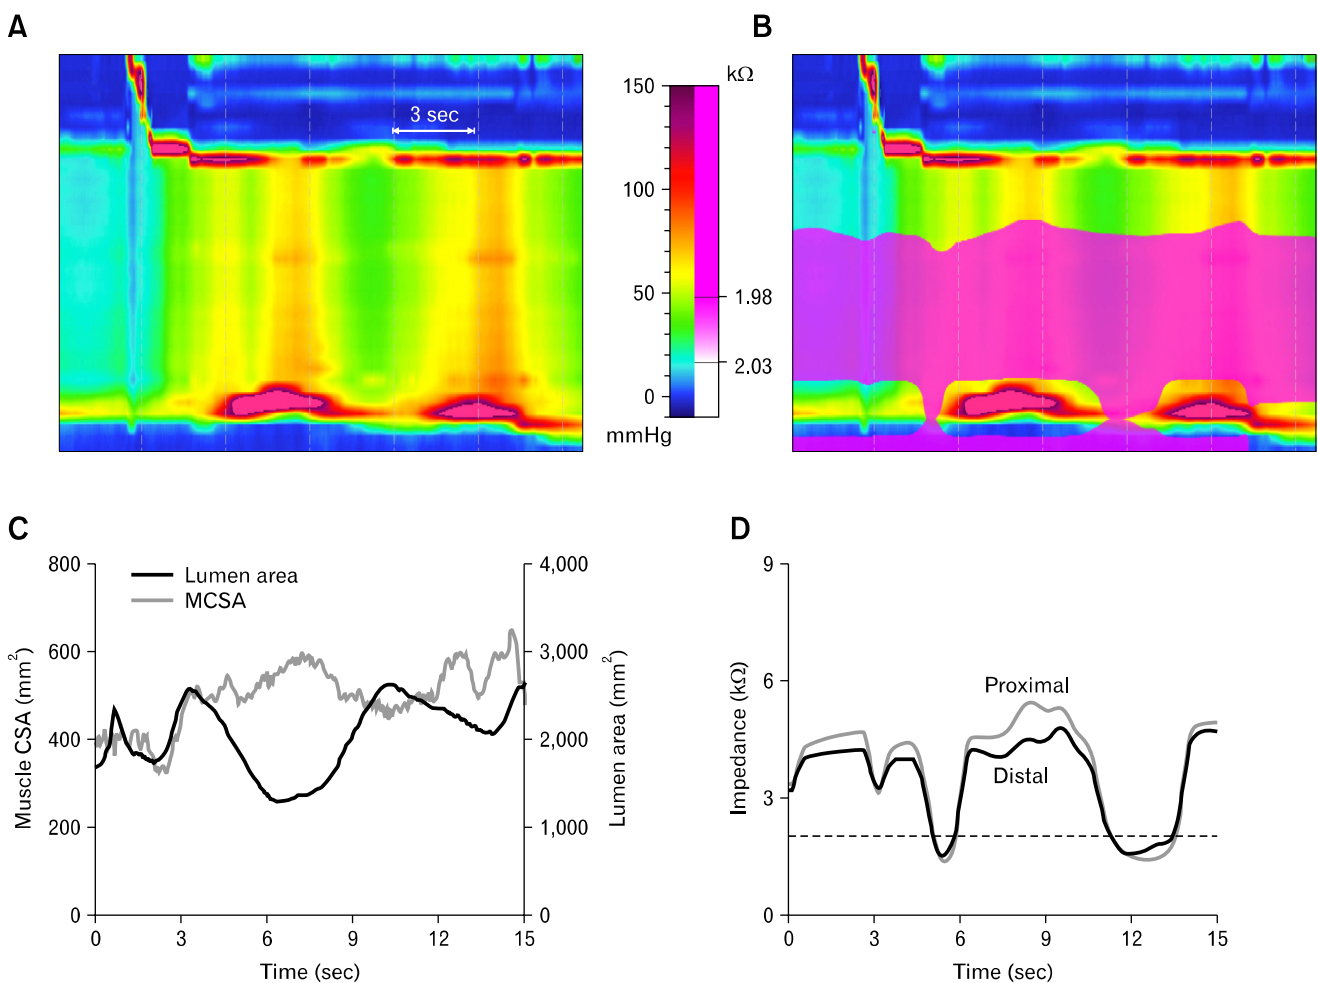 A
B
3 sec
kΩ
150
100
50
0
mmHg
1.98
2.03
C
800
600
400
200
0
Muscle CSA (mm²)
Lumen area
MCSA
4,000
3,000
2,000
1,000
0
Lumen area (mm²)
0 3 6 9 12 15
Time (sec)
D
9
6
3
0
Impedance (kΩ)
Proximal
Distal
0 3 6 9 12 15
Time (sec)